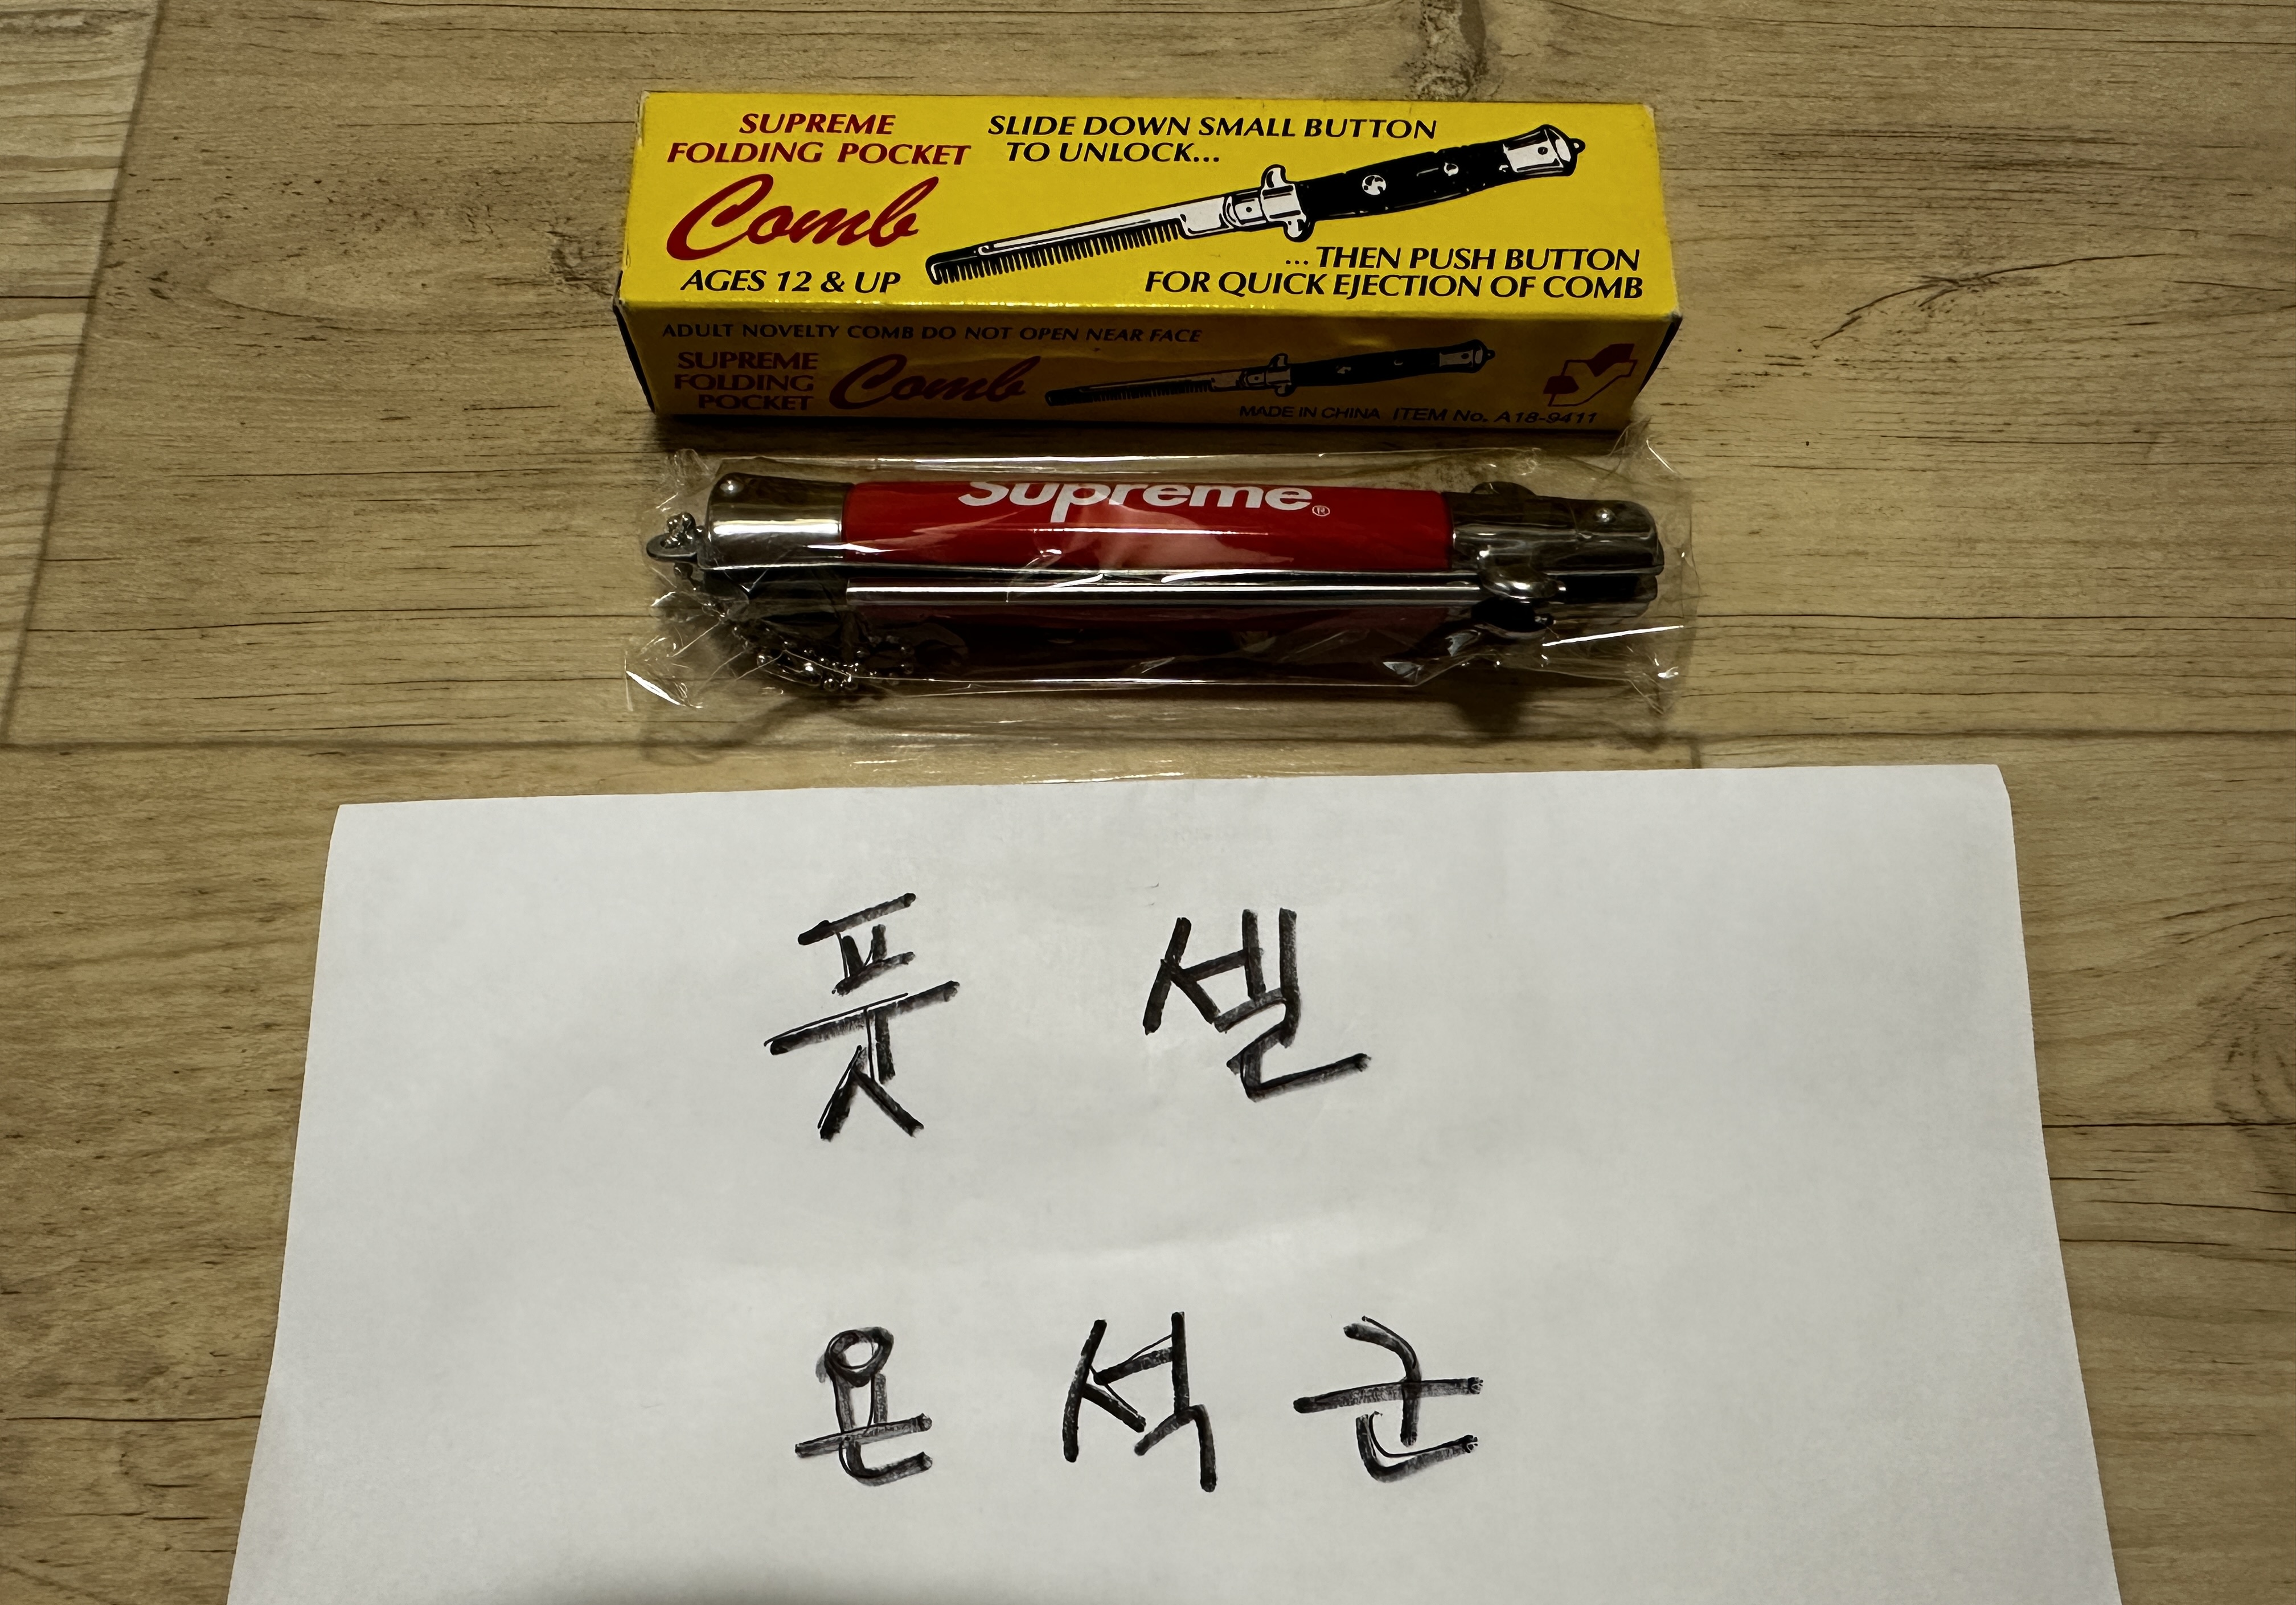 SUPREME
FOLDING POCKET
Comb
AGES 12 & UP
SLIDE DOWN SMALL BUTTON
TO UNLOCK...
...THEN PUSH BUTTON
FOR QUICK EJECTION OF COMB
ADULT NOVELTY COMB DO NOT OPEN NEAR FACE
SUPREME
FOLDING
POCKET
Comb
MADE IN CHINA ITEM No. A18-9411
Supreme®
풋 셀
욘석군